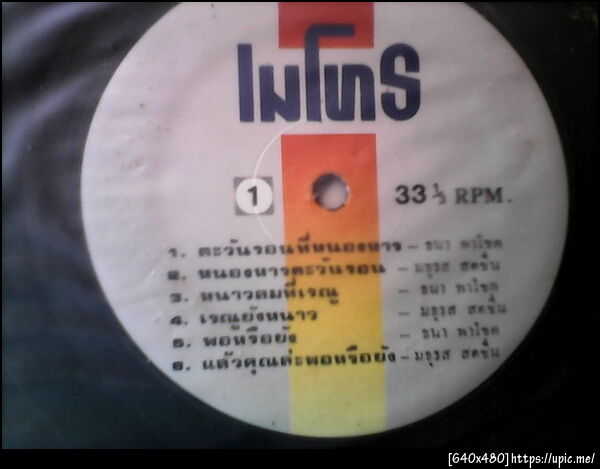 เมโทร
1
33 1/3 RPM.
1. ตะวันรอนที่หนองหาร - ธนา พาโชค
2. หนองหารตะวันรอน - มธุรส สดชื่น
3. หนาวลมที่เรณู - ธนา พาโชค
4. เรณูยังหนาว - มธุรส สดชื่น
5. พอหรือยัง - ธนา พาโชค
6. แล้วคุณล่ะพอหรือยัง - มธุรส สดชื่น
[640x480]https://upic.me/